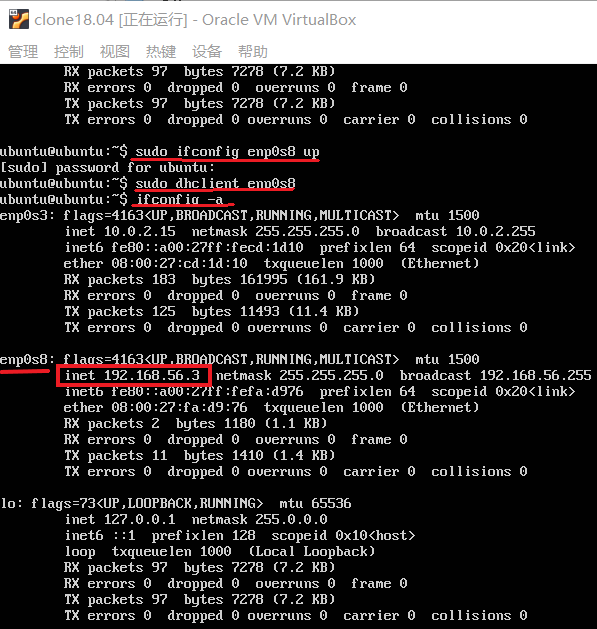 clone18.04 [正在运行] - Oracle VM VirtualBox
管理 控制 视图 热键 设备 帮助
RX packets 97 bytes 7278 (7.2 KB)
RX errors 0 dropped 0 overruns 0 frame 0
TX packets 97 bytes 7278 (7.2 KB)
TX errors 0 dropped 0 overruns 0 carrier 0 collisions 0
ubuntu@ubuntu:~$ sudo ifconfig enp0s8 up
[sudo] password for ubuntu:
ubuntu@ubuntu:~$ sudo dhclient enp0s8
ubuntu@ubuntu:~$ ifconfig -a
enp0s3: flags=4163<UP,BROADCAST,RUNNING,MULTICAST> mtu 1500
inet 10.0.2.15 netmask 255.255.255.0 broadcast 10.0.2.255
inet6 fe80::a00:27ff:fecd:1d10 prefixlen 64 scopeid 0x20<link>
ether 08:00:27:cd:1d:10 txqueuelen 1000 (Ethernet)
RX packets 183 bytes 161995 (161.9 KB)
RX errors 0 dropped 0 overruns 0 frame 0
TX packets 125 bytes 11493 (11.4 KB)
TX errors 0 dropped 0 overruns 0 carrier 0 collisions 0
enp0s8: flags=4163<UP,BROADCAST,RUNNING,MULTICAST> mtu 1500
inet 192.168.56.3 netmask 255.255.255.0 broadcast 192.168.56.255
inet6 fe80::a00:27ff:fefa:d976 prefixlen 64 scopeid 0x20<link>
ether 08:00:27:fa:d9:76 txqueuelen 1000 (Ethernet)
RX packets 2 bytes 1180 (1.1 KB)
RX errors 0 dropped 0 overruns 0 frame 0
TX packets 11 bytes 1410 (1.4 KB)
TX errors 0 dropped 0 overruns 0 carrier 0 collisions 0
lo: flags=73<UP,LOOPBACK,RUNNING> mtu 65536
inet 127.0.0.1 netmask 255.0.0.0
inet6 ::1 prefixlen 128 scopeid 0x10<host>
loop txqueuelen 1000 (Local Loopback)
RX packets 97 bytes 7278 (7.2 KB)
RX errors 0 dropped 0 overruns 0 frame 0
TX packets 97 bytes 7278 (7.2 KB)
TX errors 0 dropped 0 overruns 0 carrier 0 collisions 0